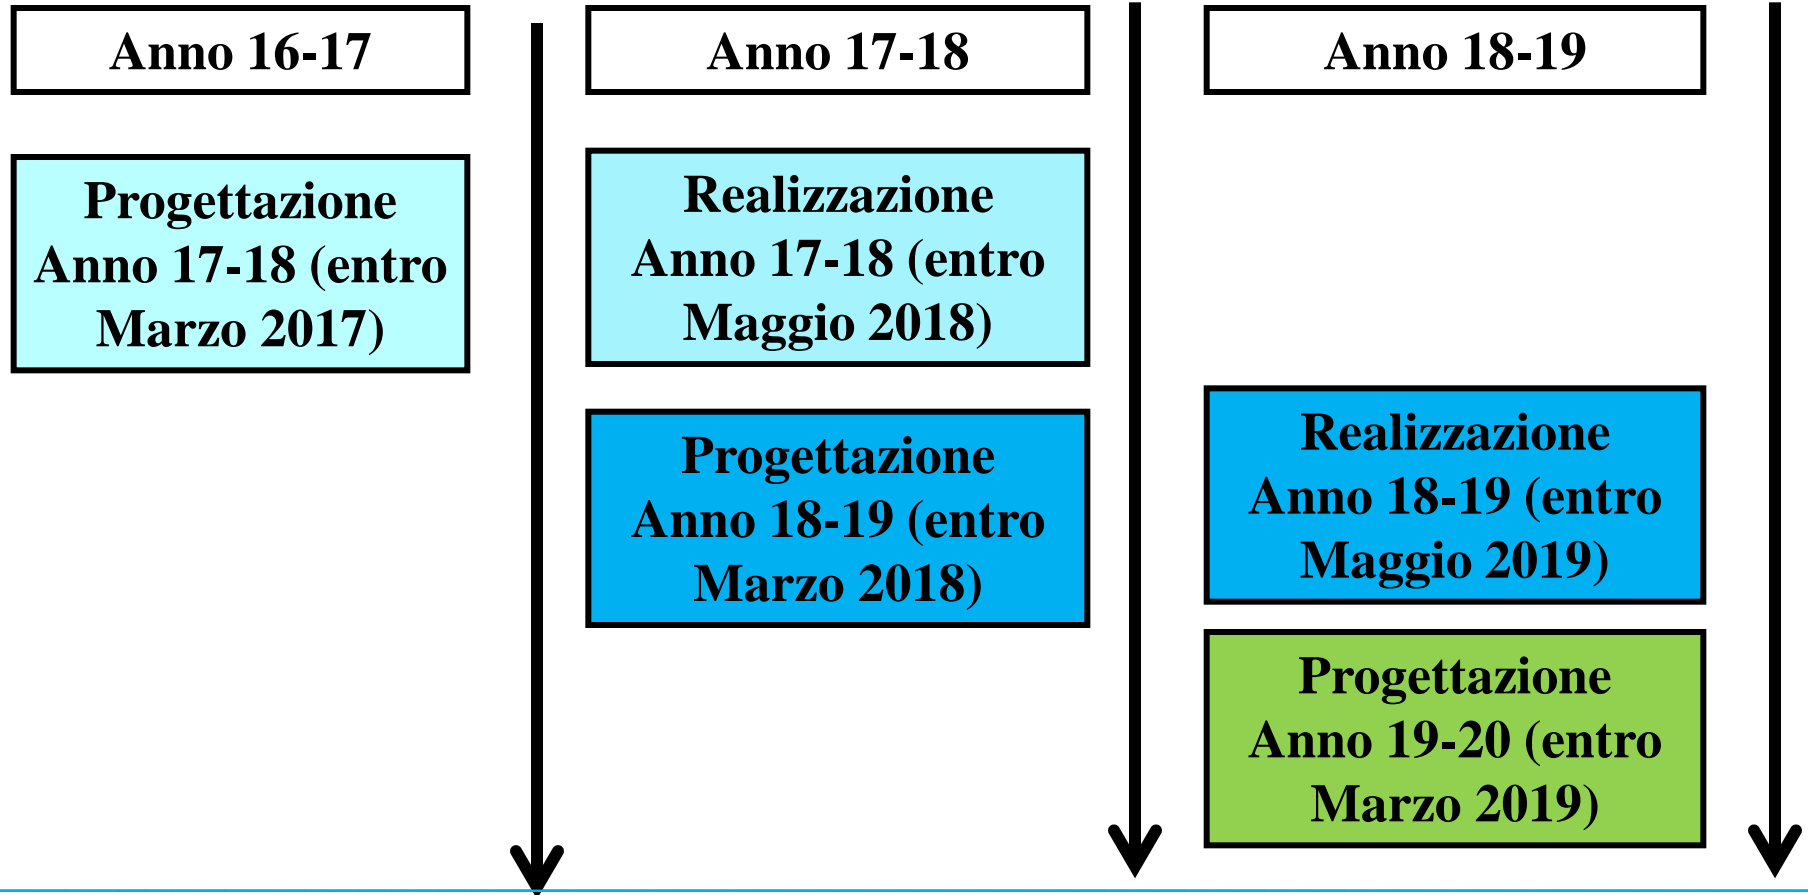 Anno 16-17
Anno 17-18
Anno 18-19
Progettazione
Anno 17-18 (entro
Marzo 2017)
Realizzazione
Anno 17-18 (entro
Maggio 2018)
Progettazione
Anno 18-19 (entro
Marzo 2018)
Realizzazione
Anno 18-19 (entro
Maggio 2019)
Progettazione
Anno 19-20 (entro
Marzo 2019)